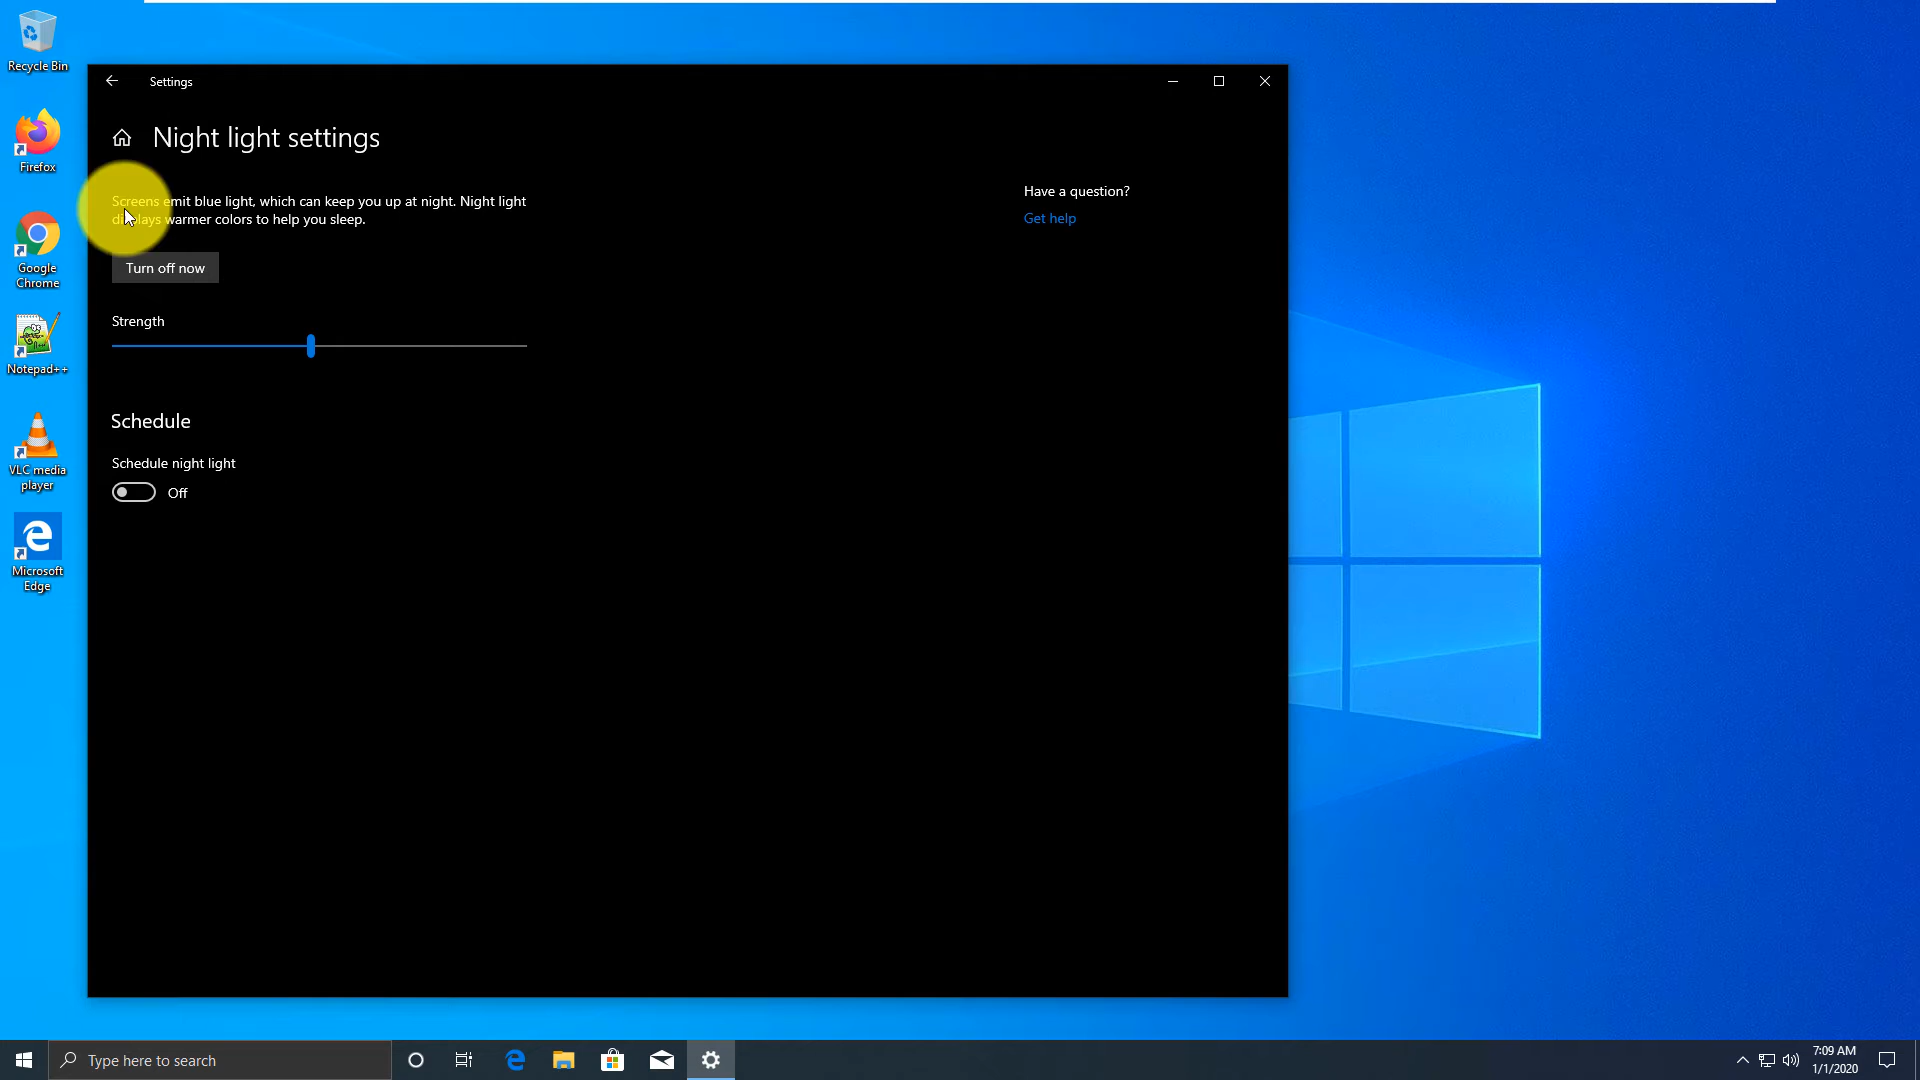 Recycle Bin
Firefox
Google
Chrome
Notepad++
VLC media
player
Microsoft
Edge
Settings
Night light settings
Screens emit blue light, which can keep you up at night. Night light
displays warmer colors to help you sleep.
Turn off now
Strength
Schedule
Schedule night light
Off
Have a question?
Get help
Type here to search
7:09 AM
1/1/2020